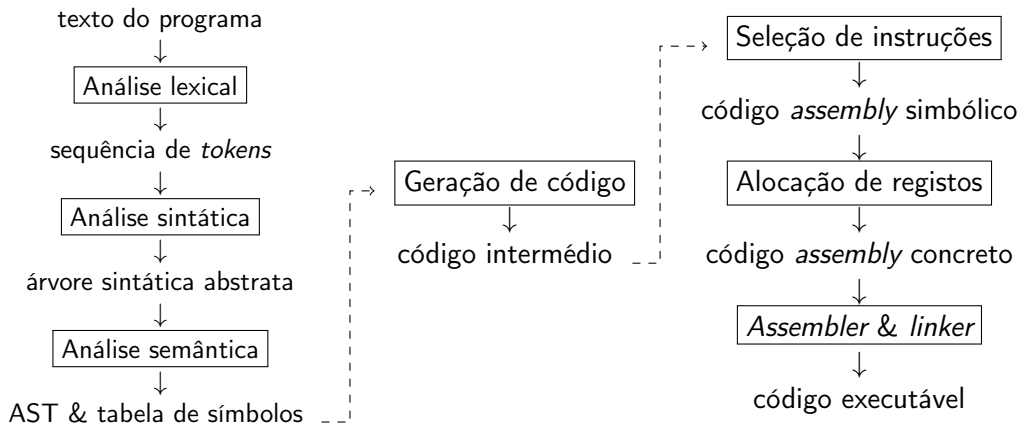 texto do programa
Análise lexical
sequência de tokens
Análise sintática
árvore sintática abstrata
Análise semântica
AST & tabela de símbolos
Geração de código
código intermédio
Seleção de instruções
código assembly simbólico
Alocação de registos
código assembly concreto
Assembler & linker
código executável